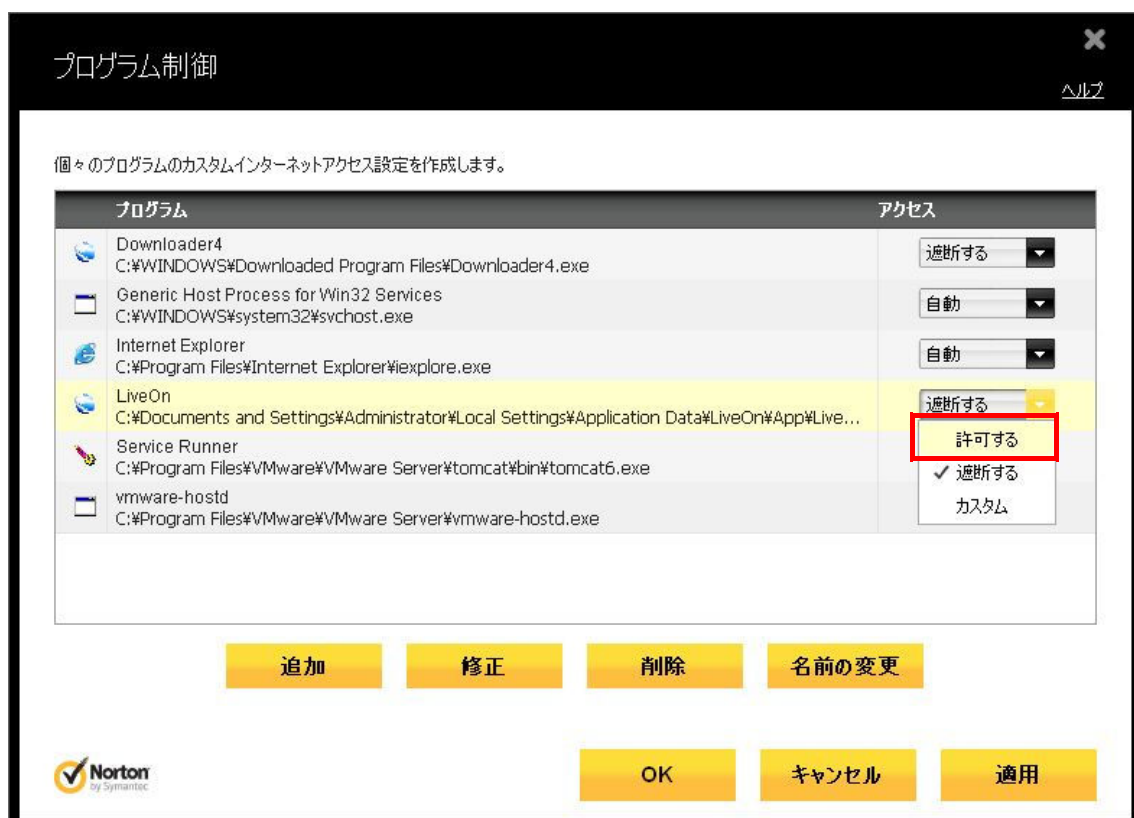 プログラム制御
ヘルプ
個々のプログラムのカスタムインターネットアクセス設定を作成します。
プログラム アクセス
Downloader4
C:¥WINDOWS¥Downloaded Program Files¥Downloader4.exe
遮断する
Generic Host Process for Win32 Services
C:¥WINDOWS¥system32¥svchost.exe
自動
Internet Explorer
C:¥Program Files¥Internet Explorer¥iexplore.exe
自動
LiveOn
C:¥Documents and Settings¥Administrator¥Local Settings¥Application Data¥LiveOn¥App¥Live...
遮断する
許可する
✓ 遮断する
カスタム
Service Runner
C:¥Program Files¥VMware¥VMware Server¥tomcat¥bin¥tomcat6.exe
vmware-hostd
C:¥Program Files¥VMware¥VMware Server¥vmware-hostd.exe
追加 修正 削除 名前の変更
Norton
by Symantec
OK キャンセル 適用